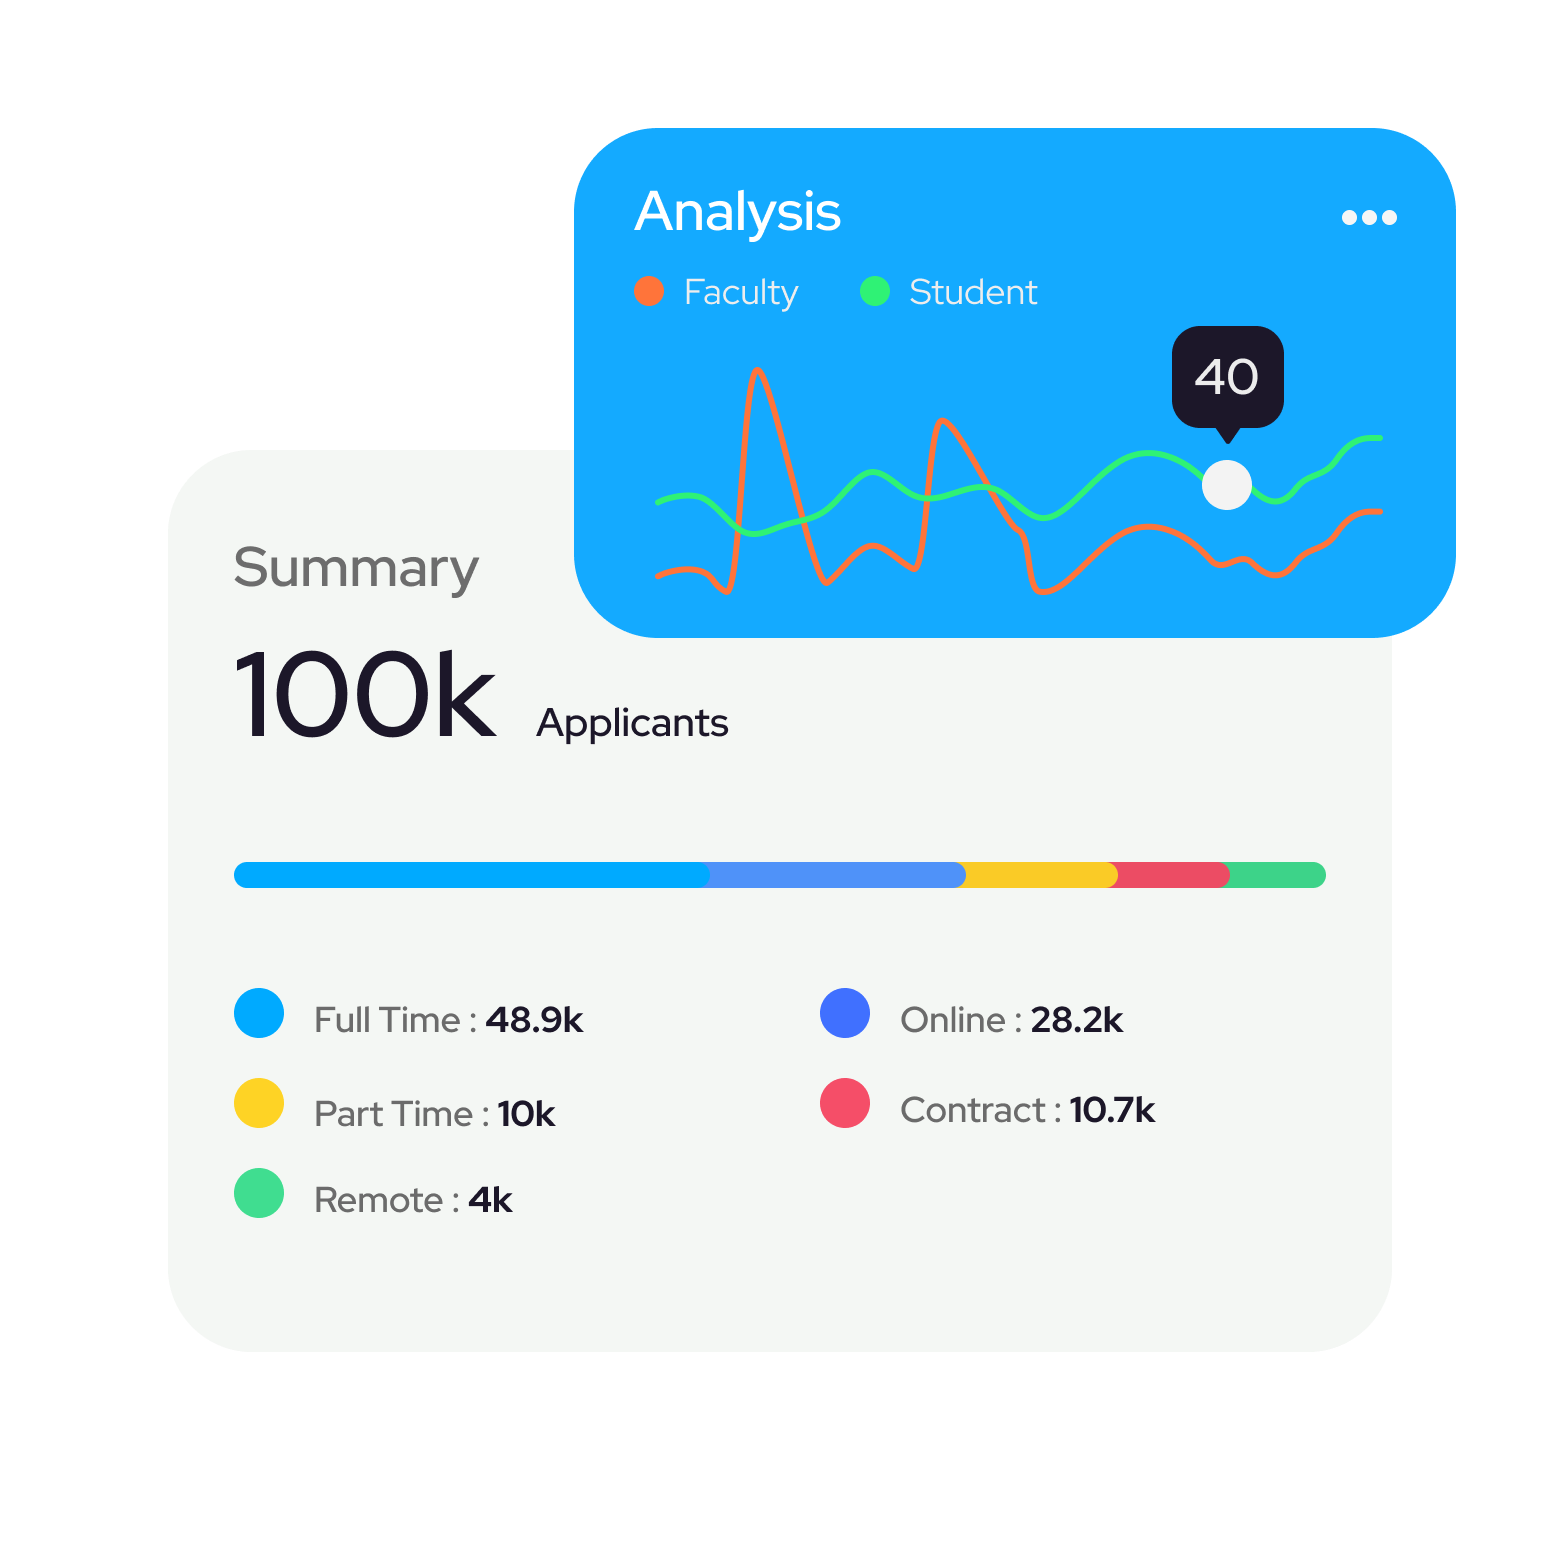 Analysis
Faculty
Student
40
Summary
100k Applicants
Full Time : 48.9k
Online : 28.2k
Part Time : 10k
Contract : 10.7k
Remote : 4k